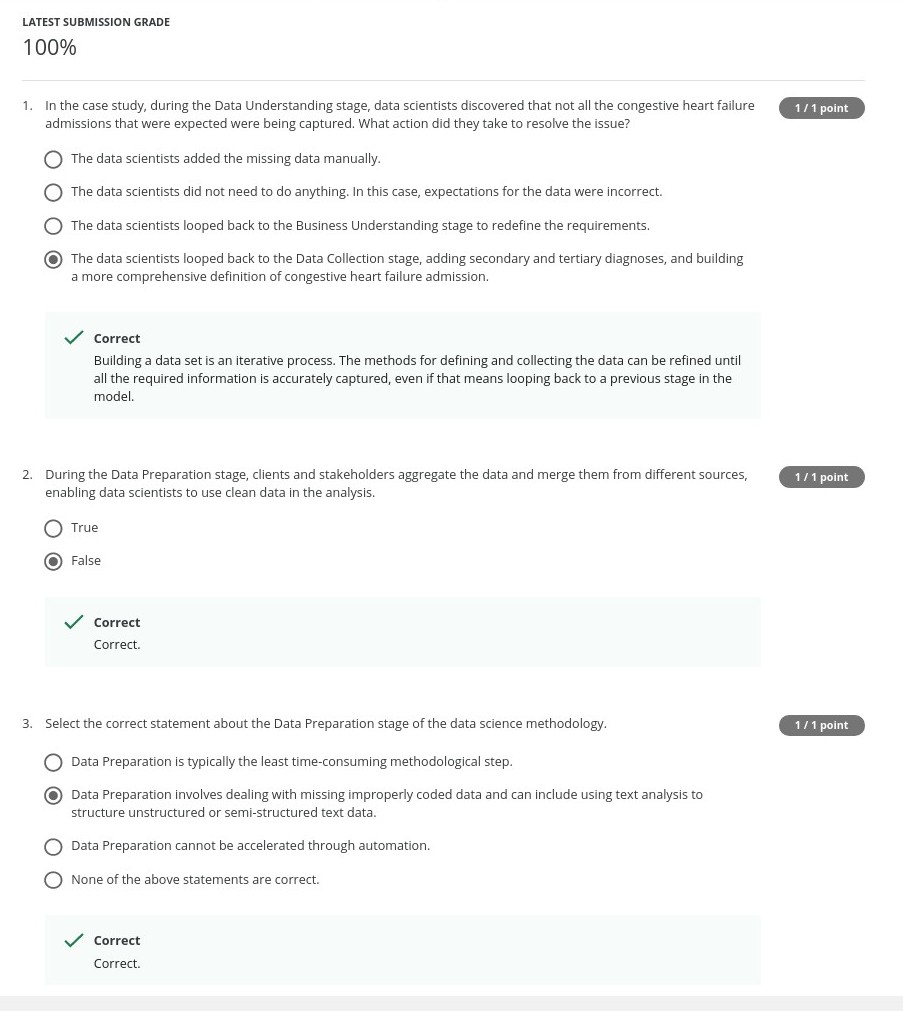 LATEST SUBMISSION GRADE
100%
1. In the case study, during the Data Understanding stage, data scientists discovered that not all the congestive heart failure
admissions that were expected were being captured. What action did they take to resolve the issue?
1 / 1 point
The data scientists added the missing data manually.
The data scientists did not need to do anything. In this case, expectations for the data were incorrect.
The data scientists looped back to the Business Understanding stage to redefine the requirements.
The data scientists looped back to the Data Collection stage, adding secondary and tertiary diagnoses, and building
a more comprehensive definition of congestive heart failure admission.
Correct
Building a data set is an iterative process. The methods for defining and collecting the data can be refined until
all the required information is accurately captured, even if that means looping back to a previous stage in the
model.
2. During the Data Preparation stage, clients and stakeholders aggregate the data and merge them from different sources,
enabling data scientists to use clean data in the analysis.
1 / 1 point
True
False
Correct
Correct.
3. Select the correct statement about the Data Preparation stage of the data science methodology.
1 / 1 point
Data Preparation is typically the least time-consuming methodological step.
Data Preparation involves dealing with missing improperly coded data and can include using text analysis to
structure unstructured or semi-structured text data.
Data Preparation cannot be accelerated through automation.
None of the above statements are correct.
Correct
Correct.